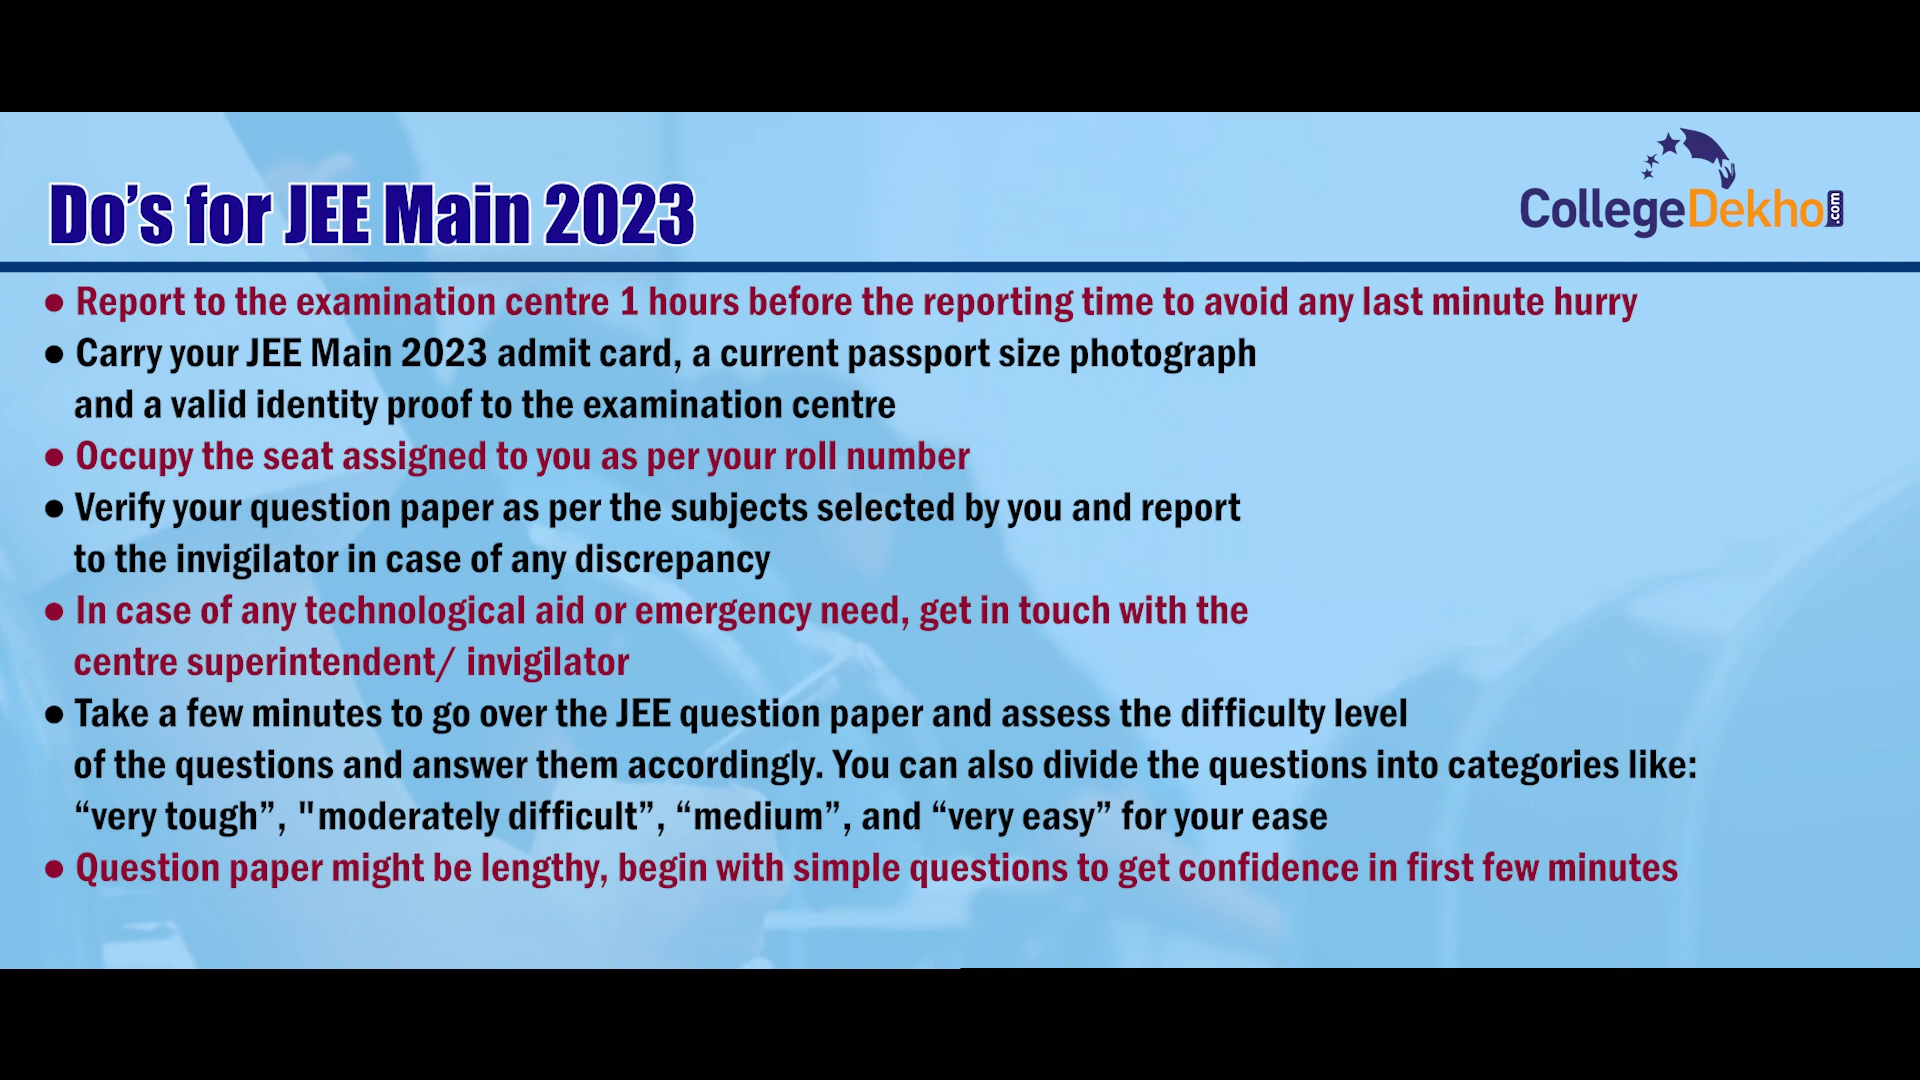 Do's for JEE Main 2023
CollegeDekho.com
● Report to the examination centre 1 hours before the reporting time to avoid any last minute hurry
● Carry your JEE Main 2023 admit card, a current passport size photograph
and a valid identity proof to the examination centre
● Occupy the seat assigned to you as per your roll number
● Verify your question paper as per the subjects selected by you and report
to the invigilator in case of any discrepancy
● In case of any technological aid or emergency need, get in touch with the
centre superintendent/ invigilator
● Take a few minutes to go over the JEE question paper and assess the difficulty level
of the questions and answer them accordingly. You can also divide the questions into categories like:
“very tough”, "moderately difficult”, “medium”, and “very easy” for your ease
● Question paper might be lengthy, begin with simple questions to get confidence in first few minutes